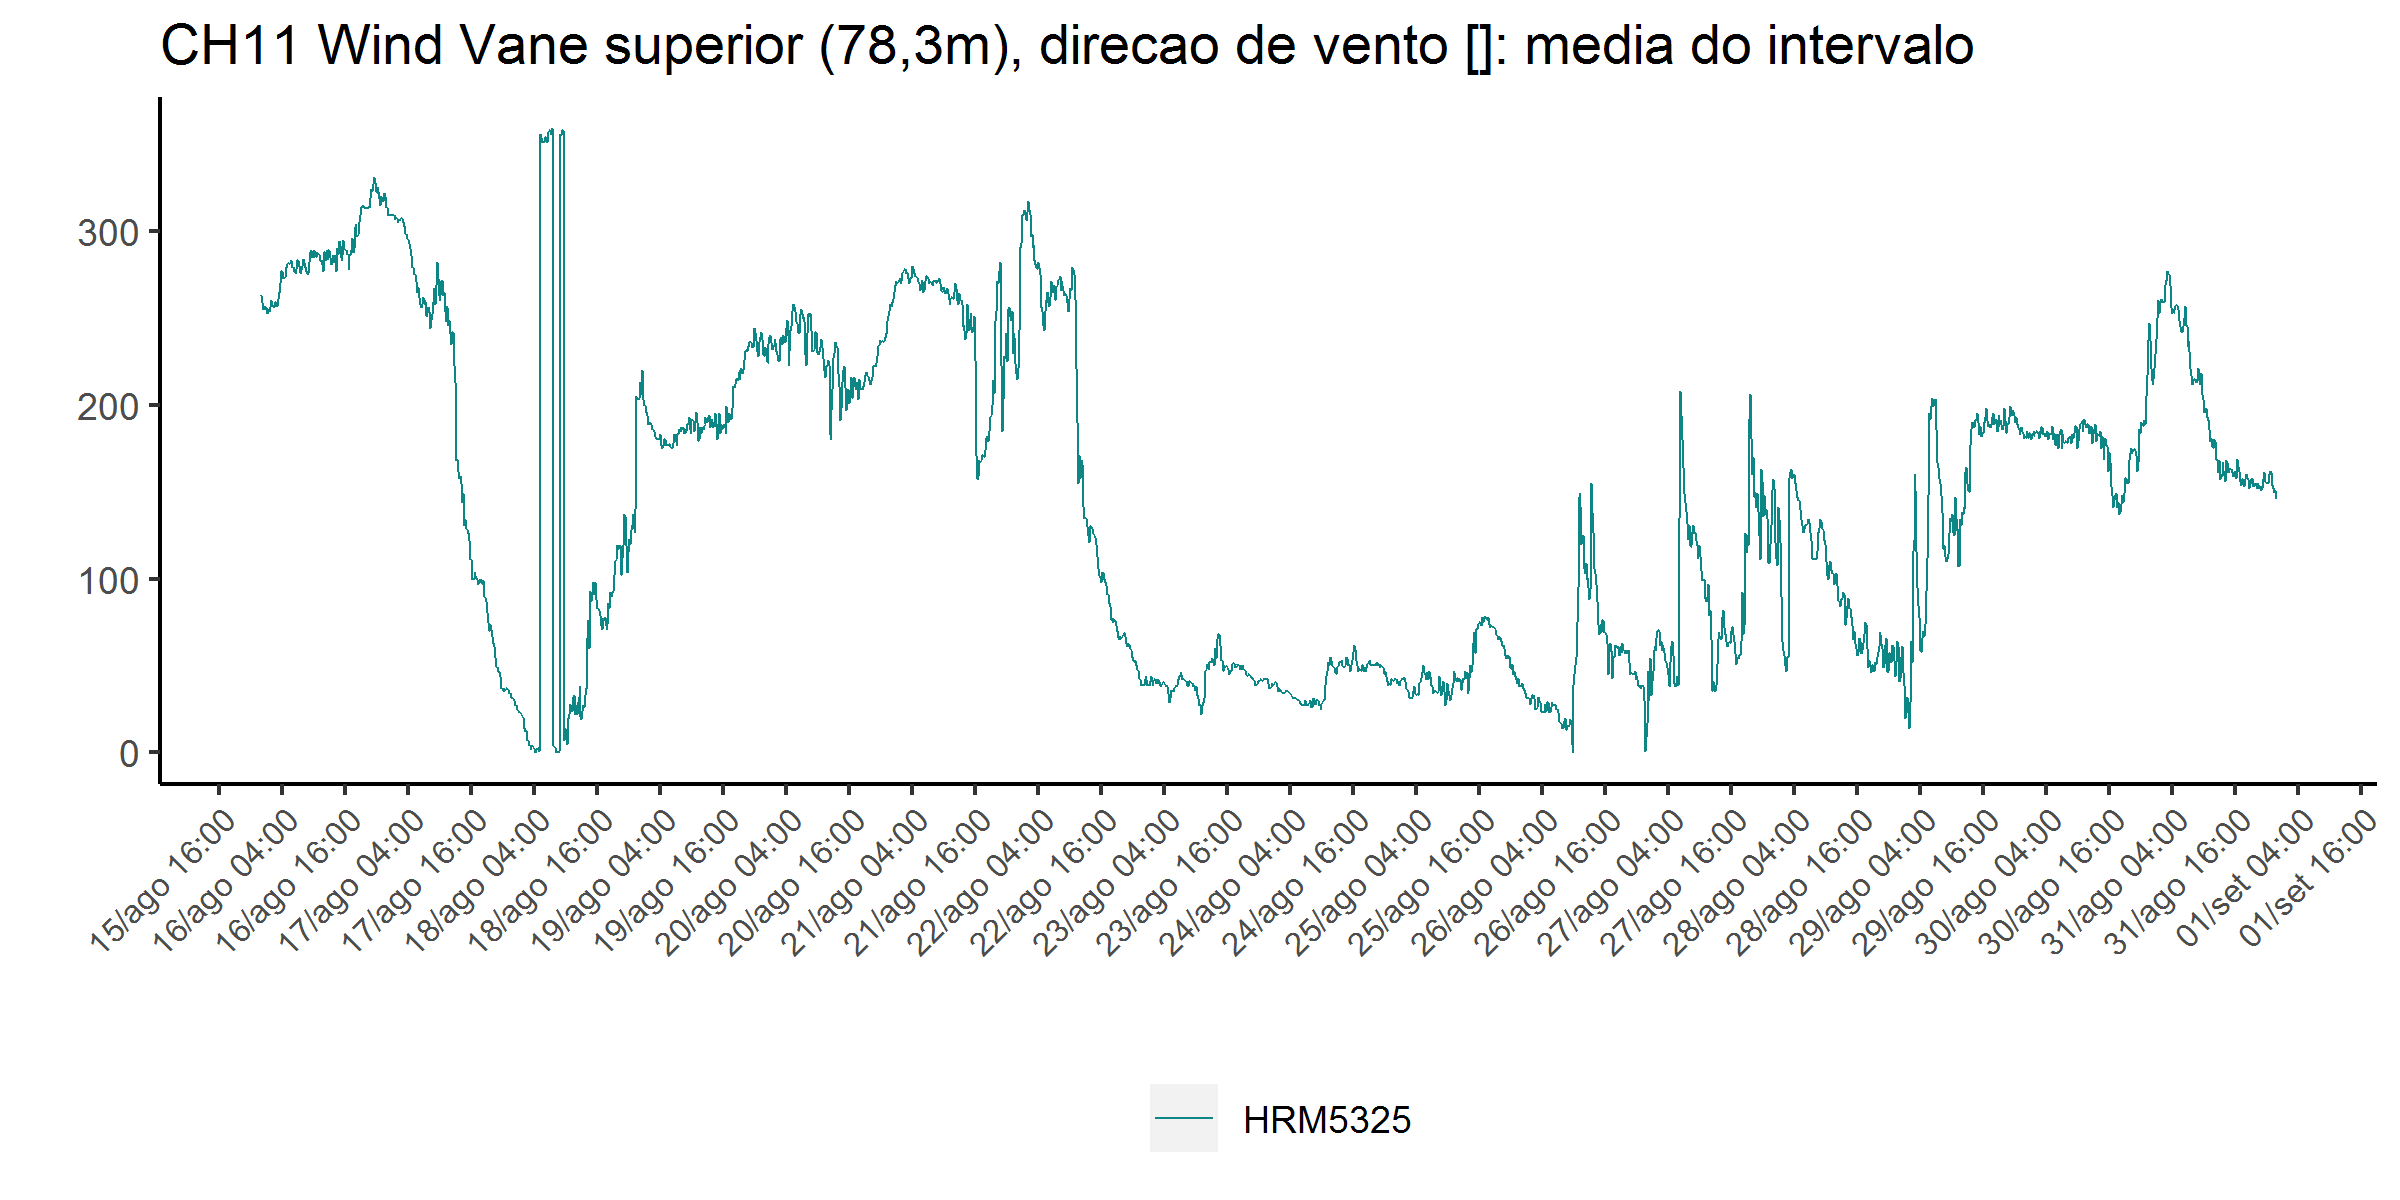 CH11 Wind Vane superior (78,3m), direcao de vento []: media do intervalo
300
200
100
0
15/ago 16:00
16/ago 04:00
16/ago 16:00
17/ago 04:00
17/ago 16:00
18/ago 04:00
18/ago 16:00
19/ago 04:00
19/ago 16:00
20/ago 04:00
20/ago 16:00
21/ago 04:00
21/ago 16:00
22/ago 04:00
22/ago 16:00
23/ago 04:00
23/ago 16:00
24/ago 04:00
24/ago 16:00
25/ago 04:00
25/ago 16:00
26/ago 04:00
26/ago 16:00
27/ago 04:00
27/ago 16:00
28/ago 04:00
28/ago 16:00
29/ago 04:00
29/ago 16:00
30/ago 04:00
30/ago 16:00
31/ago 04:00
31/ago 16:00
01/set 04:00
01/set 16:00
HRM5325